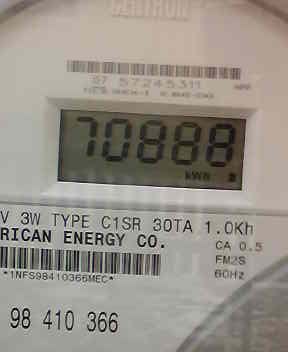 CENTRON
57245311
70888
kWh
V 3W TYPE C1SR 30TA 1.0Kh
RICAN ENERGY CO.
CA 0.5
FM2S
60Hz
*1NFS98410366MEC*
98 410 366